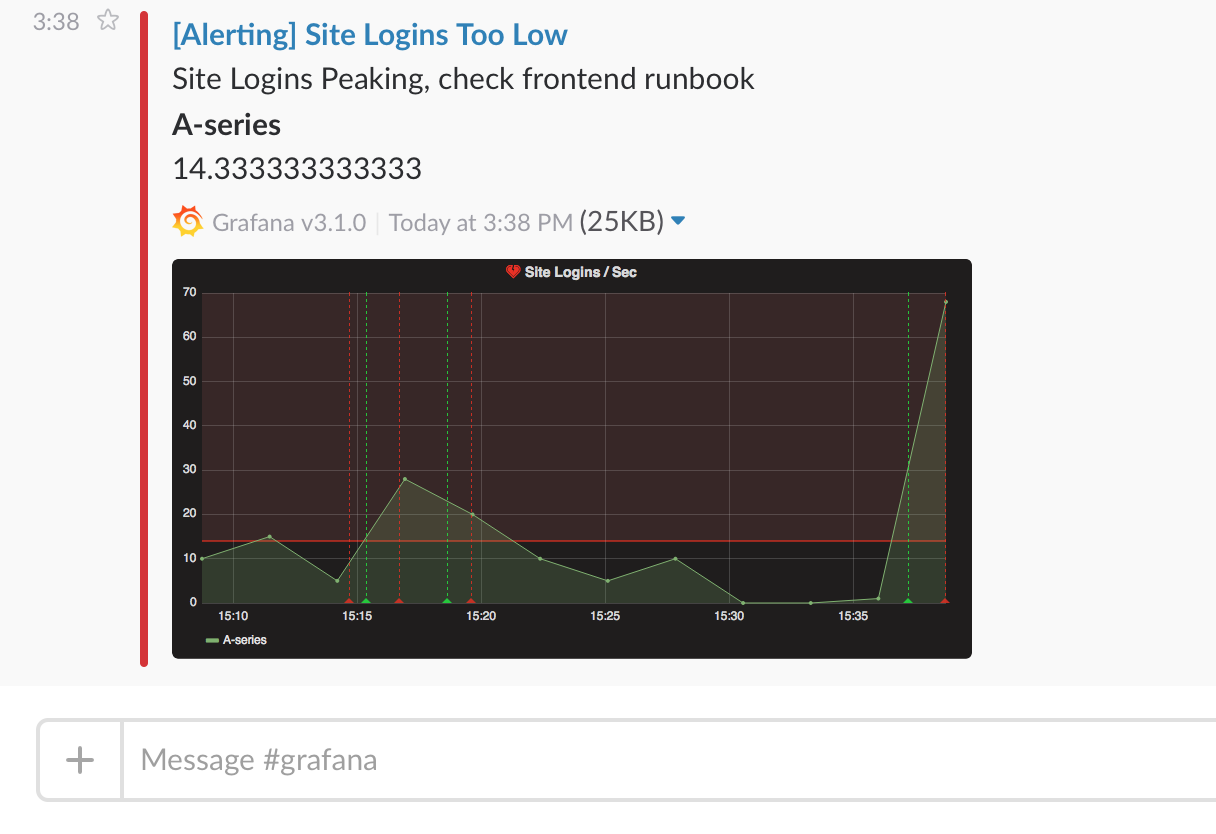 3:38
[Alerting] Site Logins Too Low
Site Logins Peaking, check frontend runbook
A-series
14.333333333333
Grafana v3.1.0 | Today at 3:38 PM (25KB)
Site Logins / Sec
70
60
50
40
30
20
10
0
15:10 15:15 15:20 15:25 15:30 15:35
A-series
+ Message #grafana